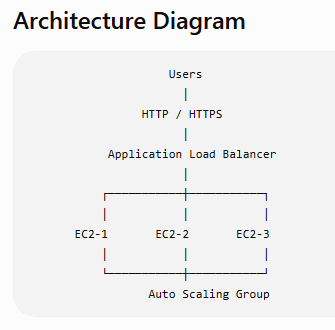 Architecture Diagram
Users
HTTP / HTTPS
Application Load Balancer
EC2-1 EC2-2 EC2-3
Auto Scaling Group